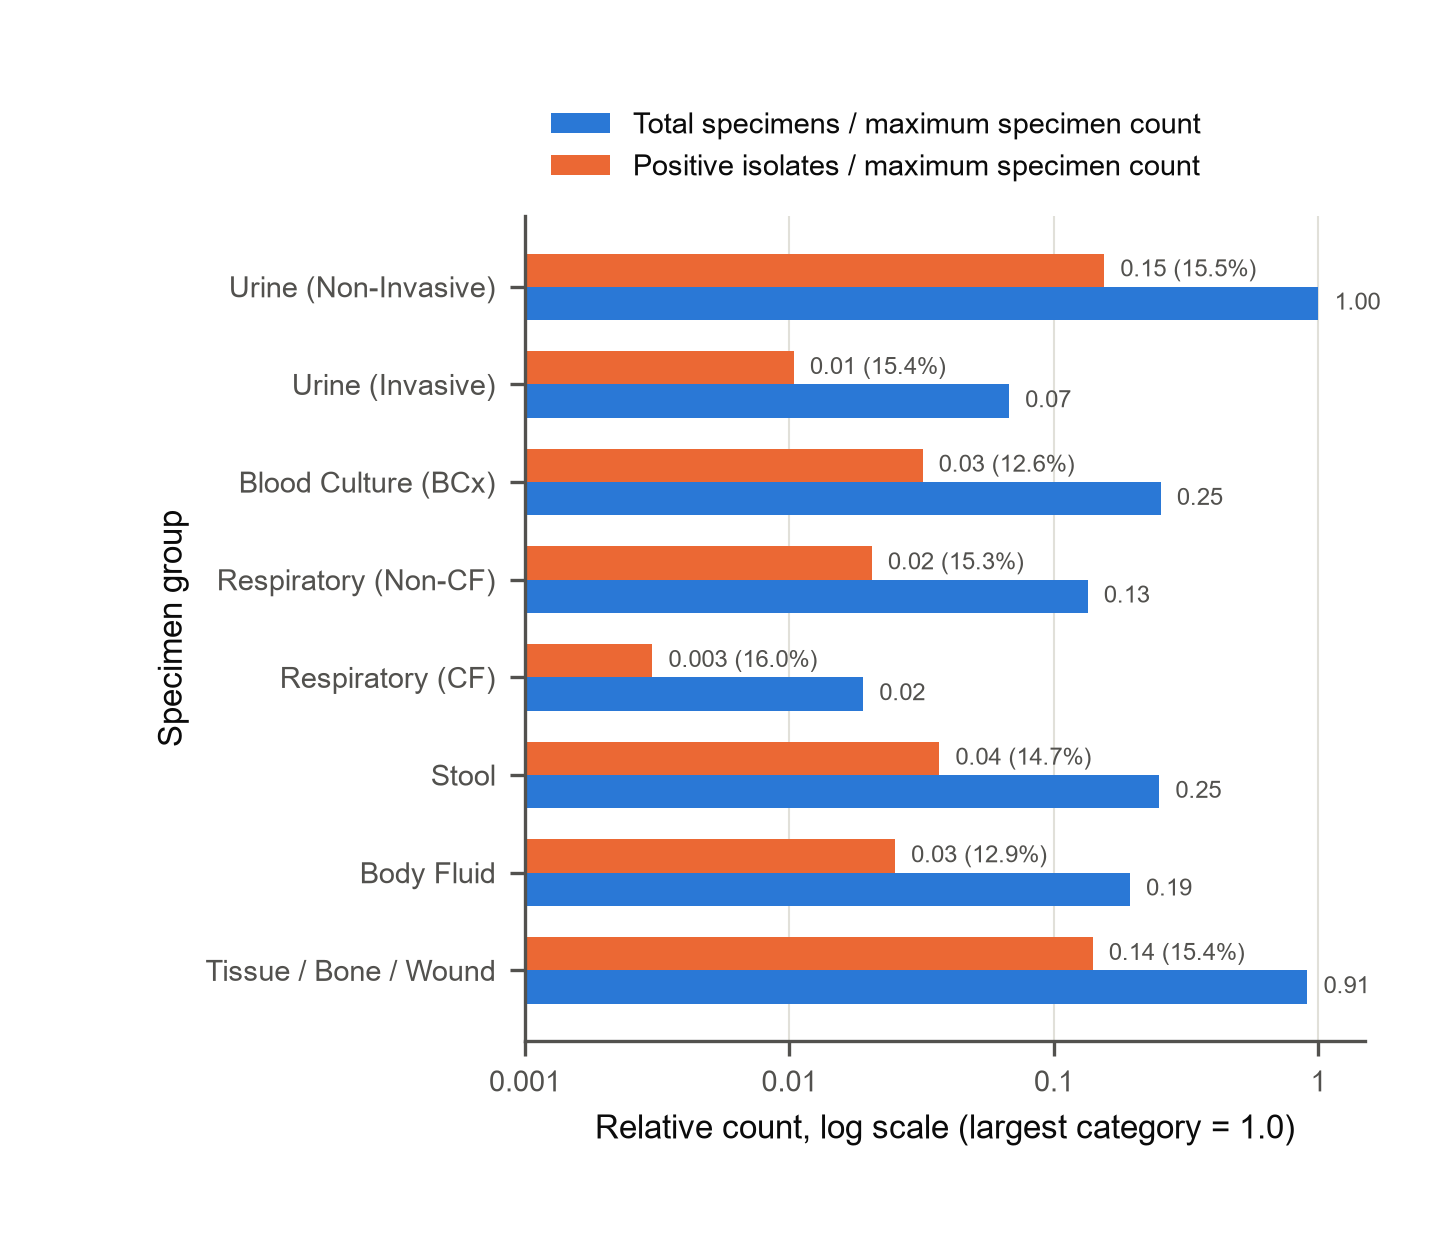 Total specimens / maximum specimen count
Positive isolates / maximum specimen count
Urine (Non-Invasive)
0.15 (15.5%)
1.00
Urine (Invasive)
0.01 (15.4%)
0.07
Blood Culture (BCx)
0.03 (12.6%)
0.25
Respiratory (Non-CF)
0.02 (15.3%)
0.13
Respiratory (CF)
0.003 (16.0%)
0.02
Stool
0.04 (14.7%)
0.25
Body Fluid
0.03 (12.9%)
0.19
Tissue / Bone / Wound
0.14 (15.4%)
0.91
Specimen group
0.001 0.01 0.1 1
Relative count, log scale (largest category = 1.0)